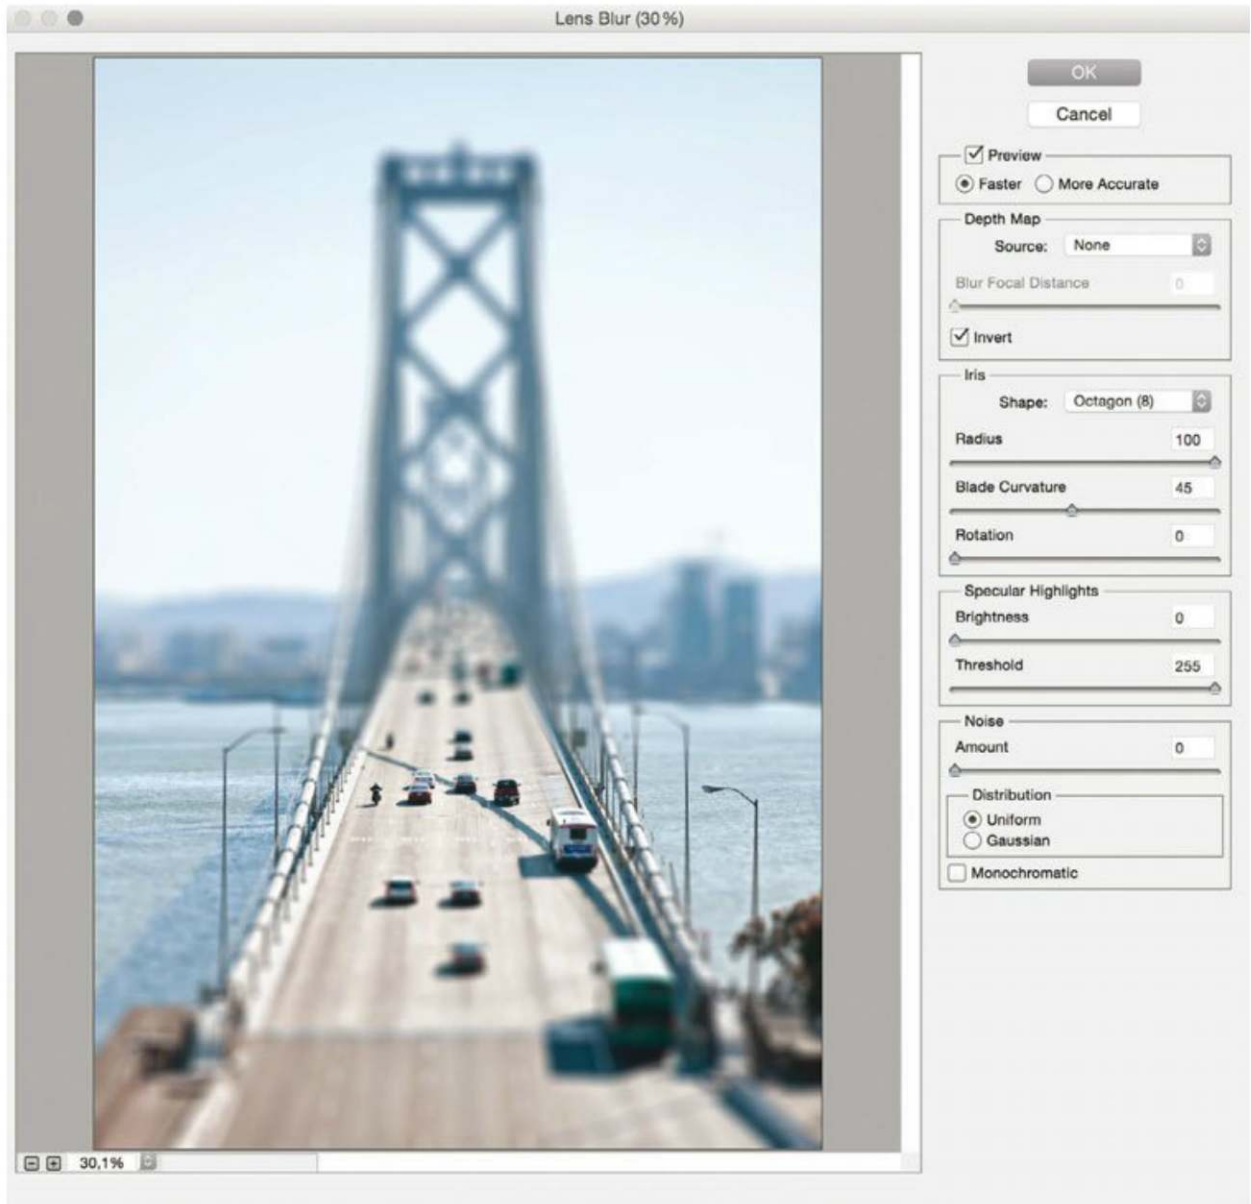 Lens Blur (30%)
OK
Cancel
Preview
Faster More Accurate
Depth Map
Source: None
Blur Focal Distance 0
Invert
Iris
Shape: Octagon (8)
Radius 100
Blade Curvature 45
Rotation 0
Specular Highlights
Brightness 0
Threshold 255
Noise
Amount 0
Distribution
Uniform
Gaussian
Monochromatic
30,1%